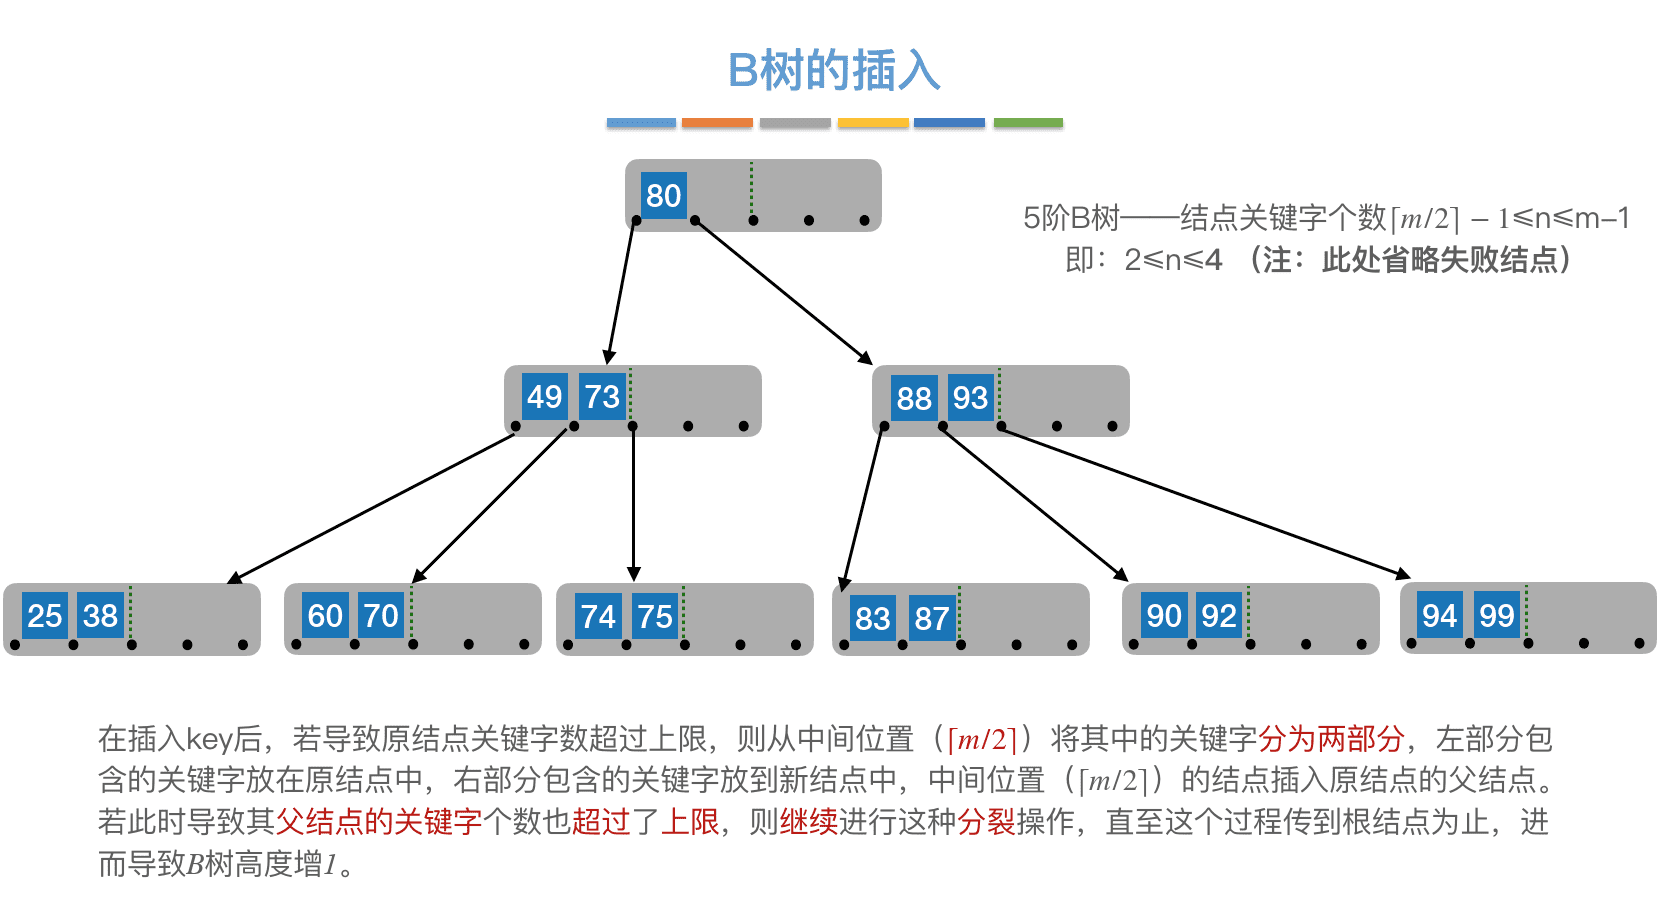 B树的插入
80
5阶B树——结点关键字个数⌈m/2⌉ − 1≤n≤m−1
即：2≤n≤4 （注：此处省略失败结点）
49 73
88 93
25 38
60 70
74 75
83 87
90 92
94 99
在插入key后，若导致原结点关键字数超过上限，则从中间位置（⌈m/2⌉）将其中的关键字分为两部分，左部分包
含的关键字放在原结点中，右部分包含的关键字放到新结点中，中间位置（⌈m/2⌉）的结点插入原结点的父结点。
若此时导致其父结点的关键字个数也超过了上限，则继续进行这种分裂操作，直至这个过程传到根结点为止，进
而导致B树高度增1。